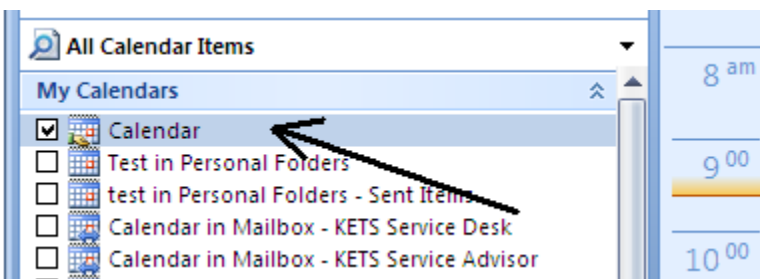 All Calendar Items
My Calendars
Calendar
Test in Personal Folders
test in Personal Folders - Sent Items
Calendar in Mailbox - KETS Service Desk
Calendar in Mailbox - KETS Service Advisor
8 am
9 00
10 00